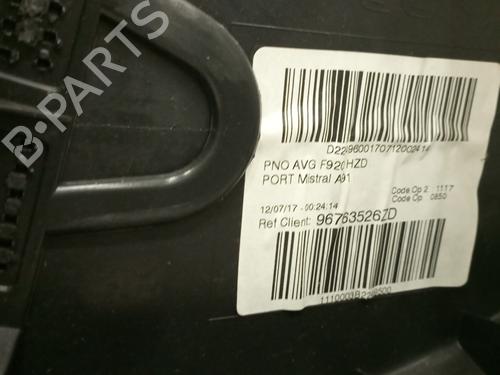 B-PARTS
PNO AVG F920HZD
PORT Mistral A91
Code Op 2 : 1117
12/07/17 - 00:24:14
Code Op : 0850
Ref Client: 96763526ZD